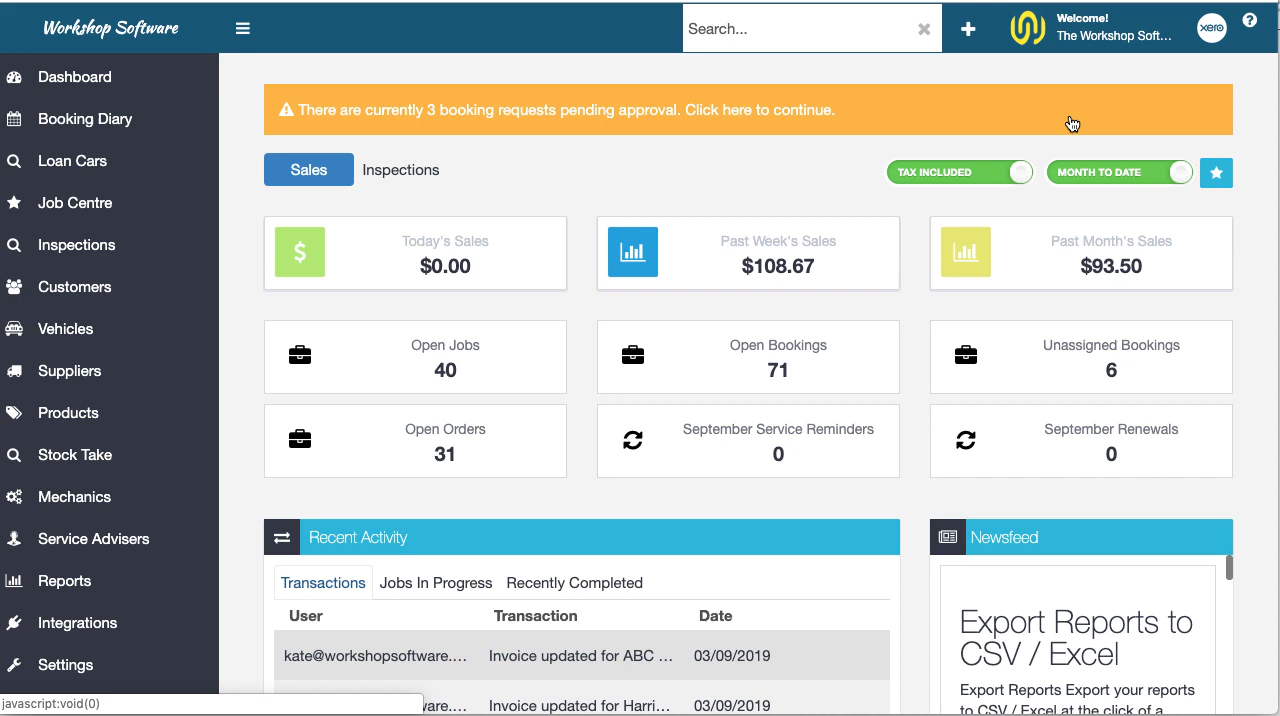 Workshop Software
Search...
Welcome!
The Workshop Soft...
xero
Dashboard
Booking Diary
Loan Cars
Job Centre
Inspections
Customers
Vehicles
Suppliers
Products
Stock Take
Mechanics
Service Advisers
Reports
Integrations
Settings
javascript:void(0)
There are currently 3 booking requests pending approval. Click here to continue.
Sales
Inspections
TAX INCLUDED
MONTH TO DATE
Today's Sales
$0.00
Past Week's Sales
$108.67
Past Month's Sales
$93.50
Open Jobs
40
Open Bookings
71
Unassigned Bookings
6
Open Orders
31
September Service Reminders
0
September Renewals
0
Recent Activity
Transactions Jobs In Progress Recently Completed
User Transaction Date
kate@workshopsoftware.... Invoice updated for ABC ... 03/09/2019
ware.... Invoice updated for Harri... 03/09/2019
Newsfeed
Export Reports to
CSV / Excel
Export Reports Export your reports
to CSV / Excel at the click of a